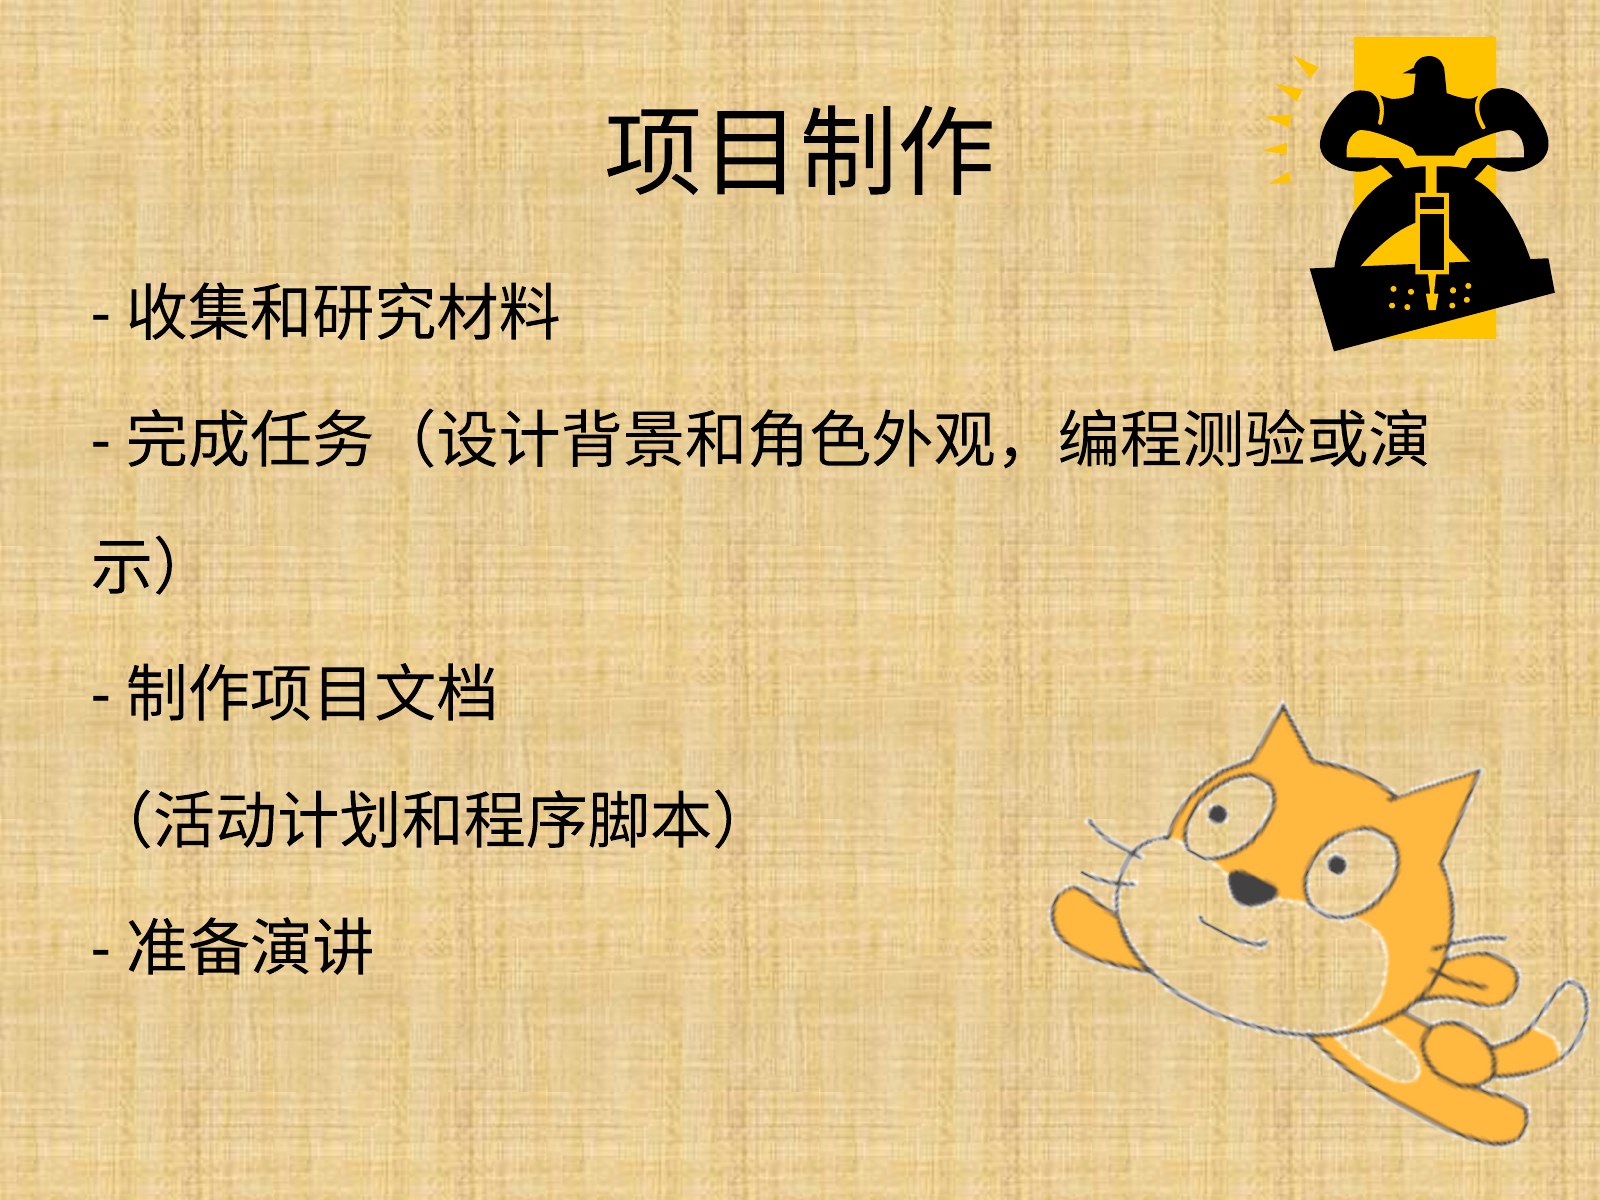 项目制作
- 收集和研究材料
- 完成任务（设计背景和角色外观，编程测验或演
示）
- 制作项目文档
（活动计划和程序脚本）
- 准备演讲